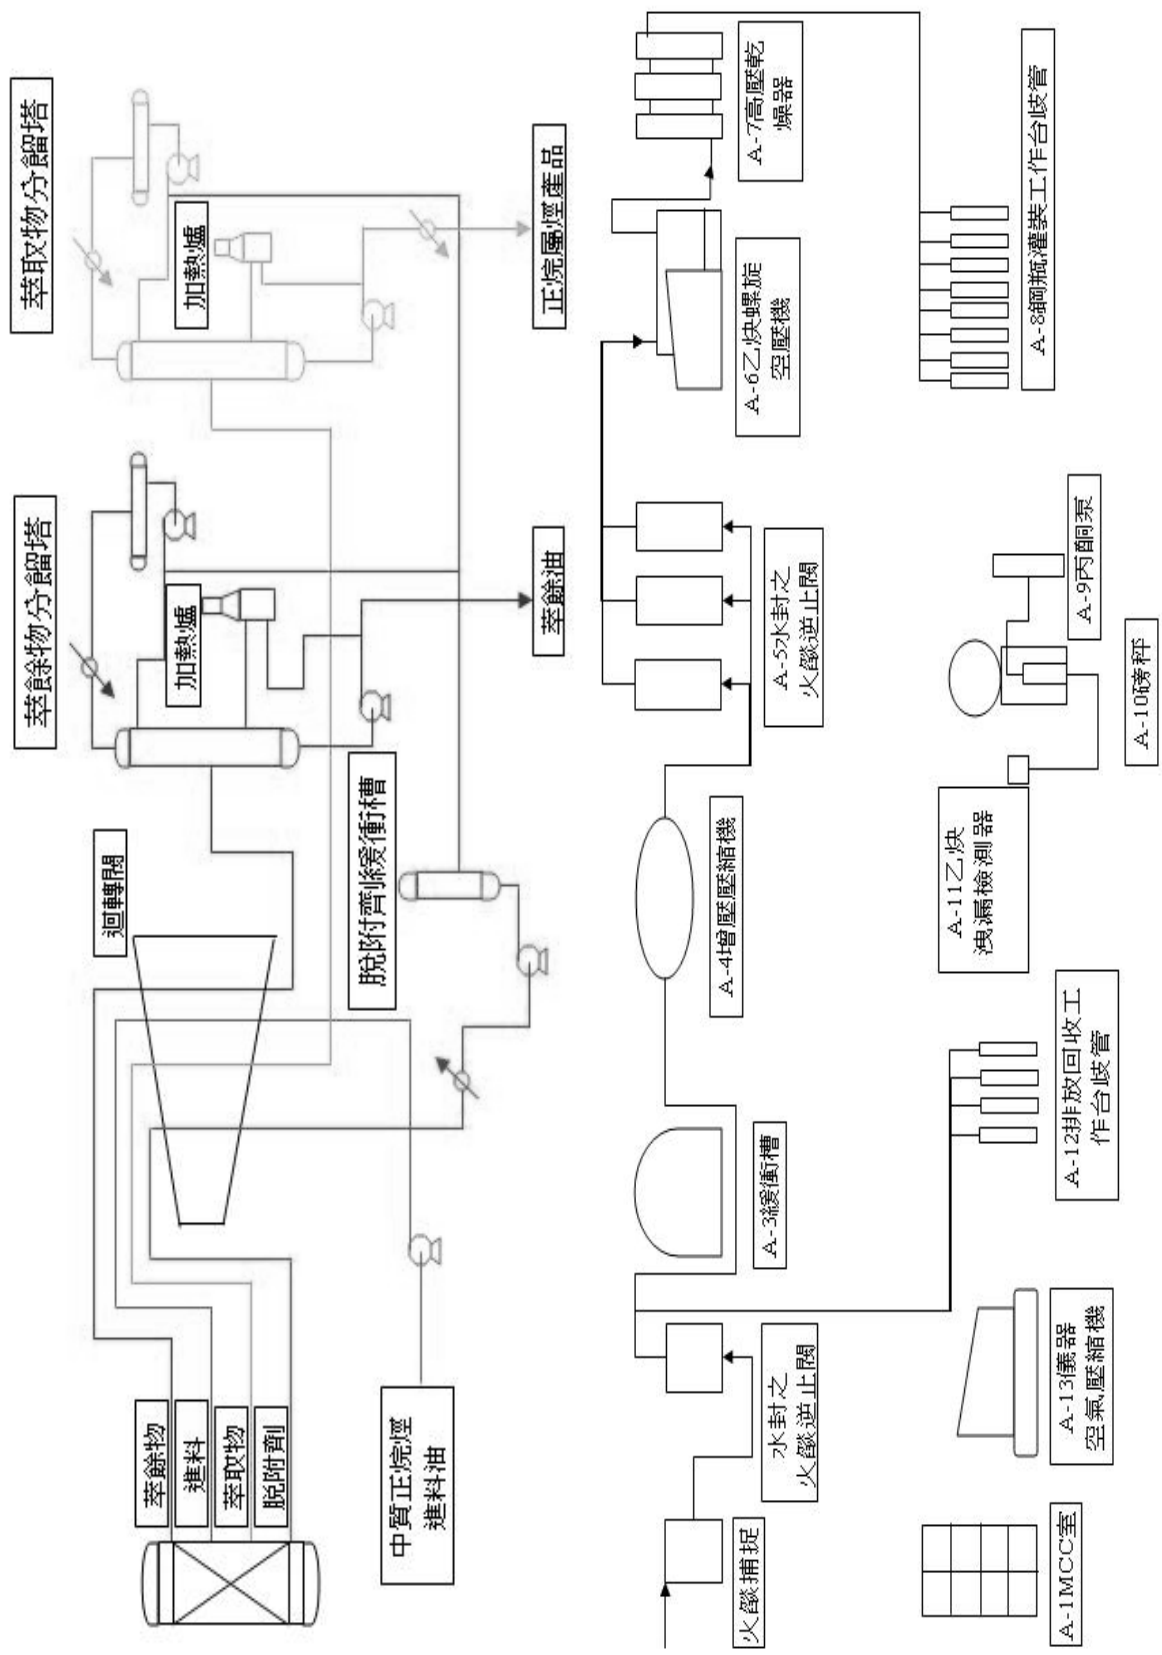 萃餘物分餾塔
萃取物分餾塔
迴轉閥
萃餘物
進料
萃取物
脫附劑
加熱爐
加熱爐
脫附劑緩衝槽
中質正烷烴
進料油
萃餘油
正烷屬烴產品
火燄捕捉
水封之
火燄逆止閥
A-3緩衝槽
A-4增壓壓縮機
A-5水封之
火燄逆止閥
A-6乙炔螺旋
空壓機
A-7高壓乾
燥器
A-1MCC室
A-13儀器
空氣壓縮機
A-12排放回收工
作台歧管
A-11乙炔
洩漏檢測器
A-10磅秤
A-9丙酮泵
A-8鋼瓶灌裝工作台歧管